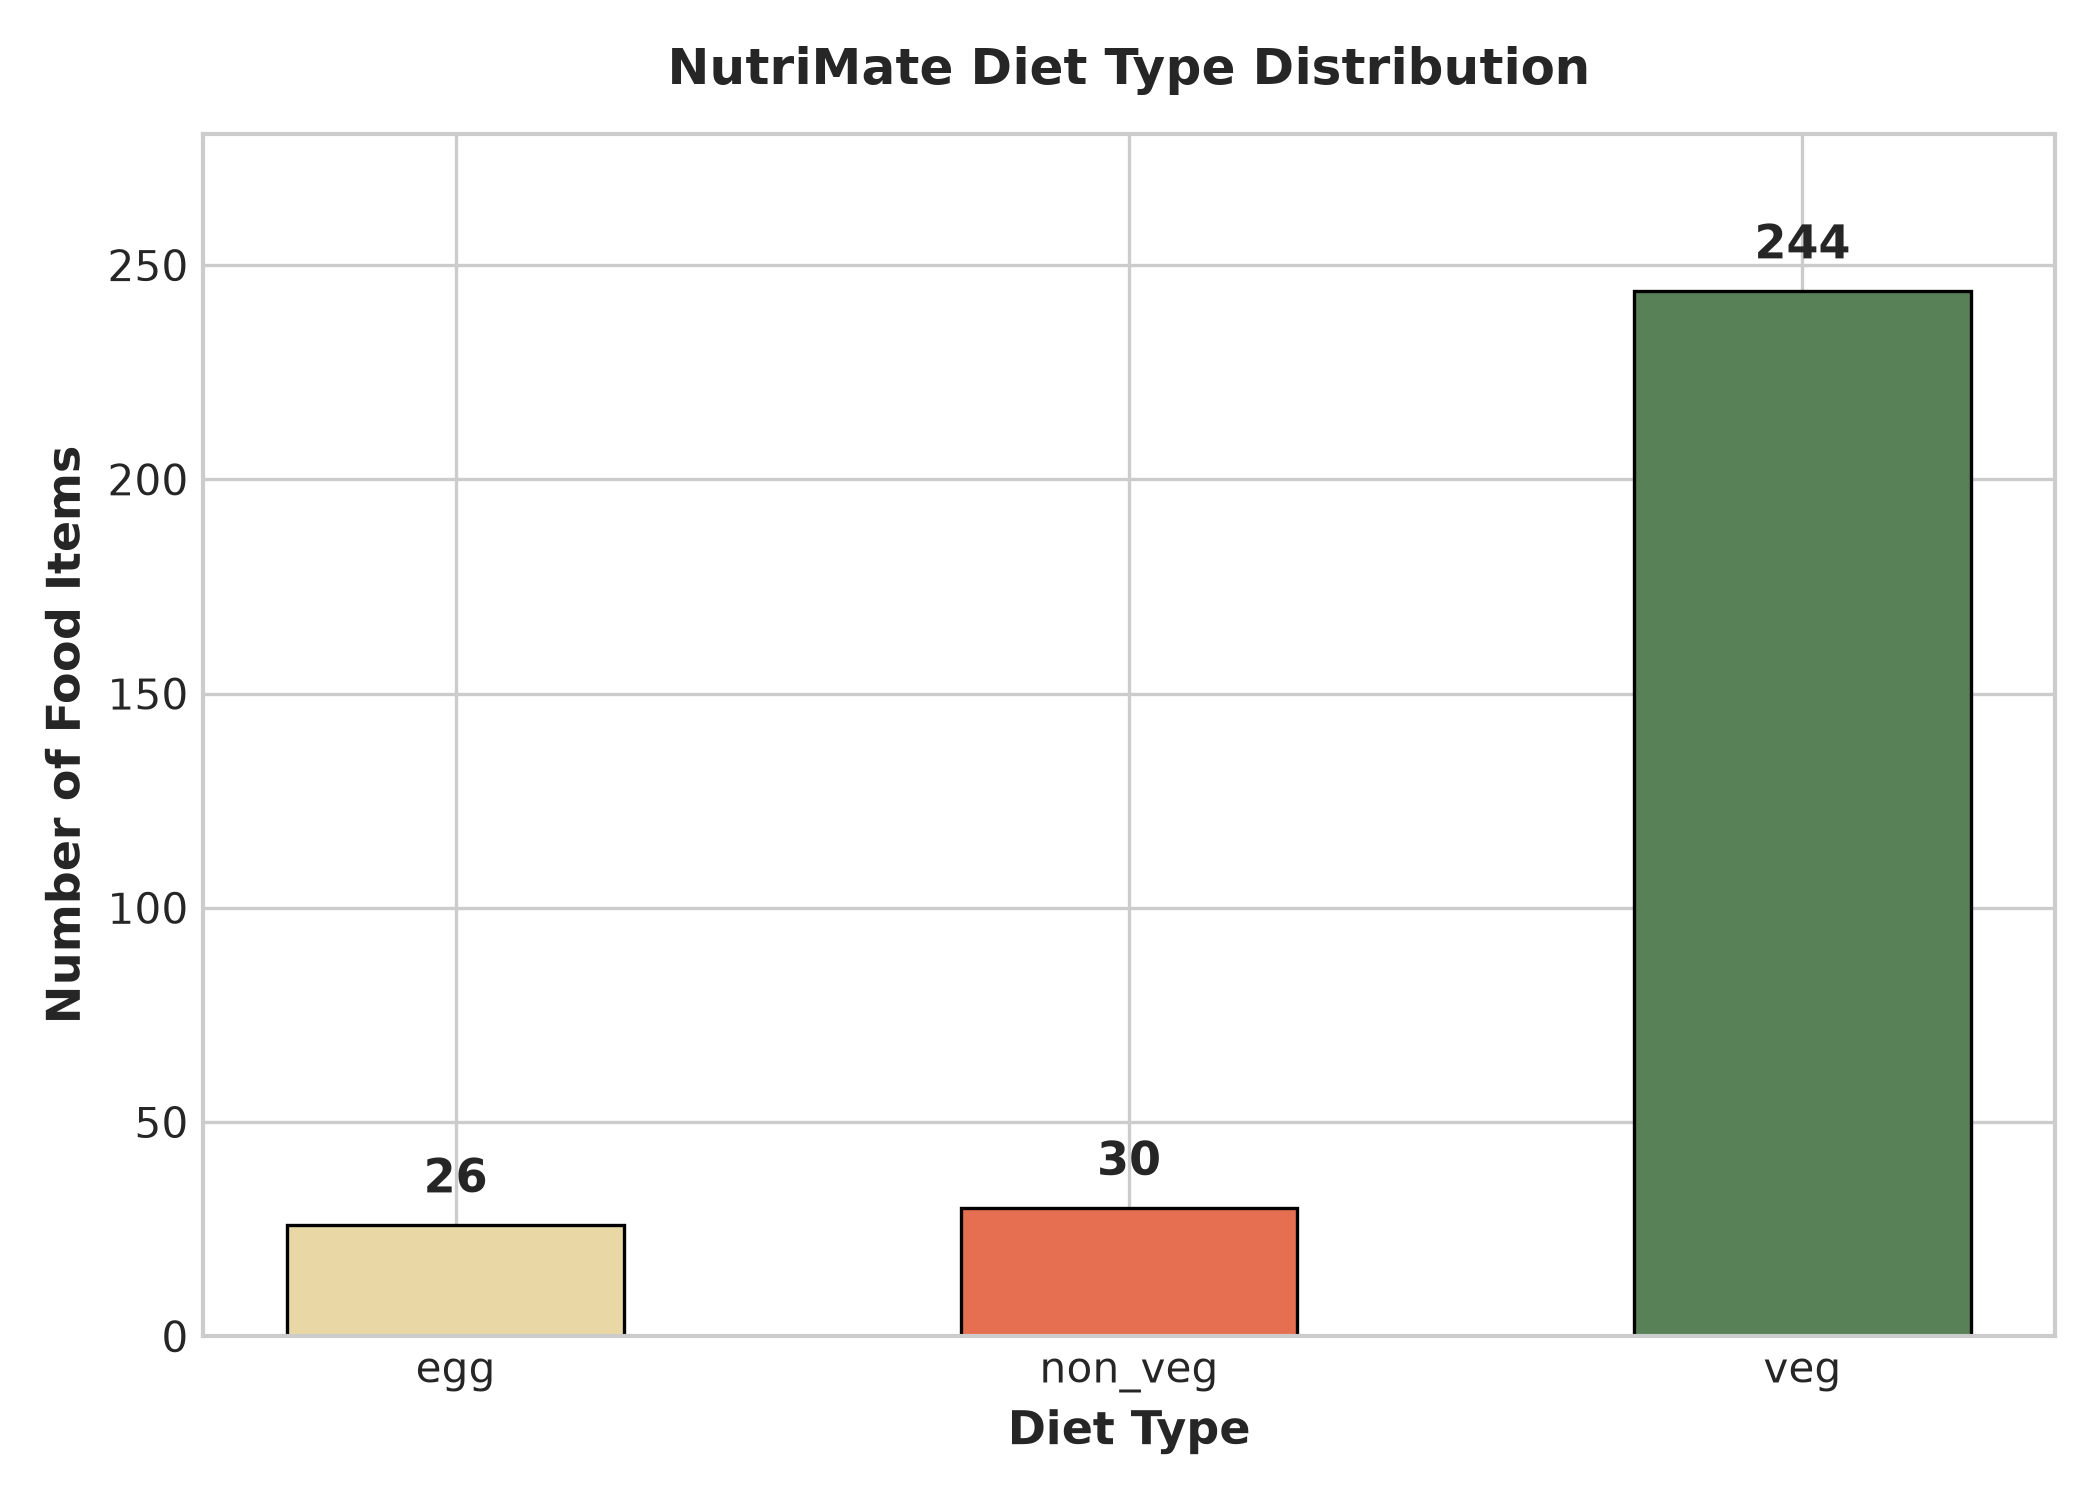 NutriMate Diet Type Distribution
Number of Food Items
250
200
150
100
50
0
26
30
244
egg
non_veg
veg
Diet Type